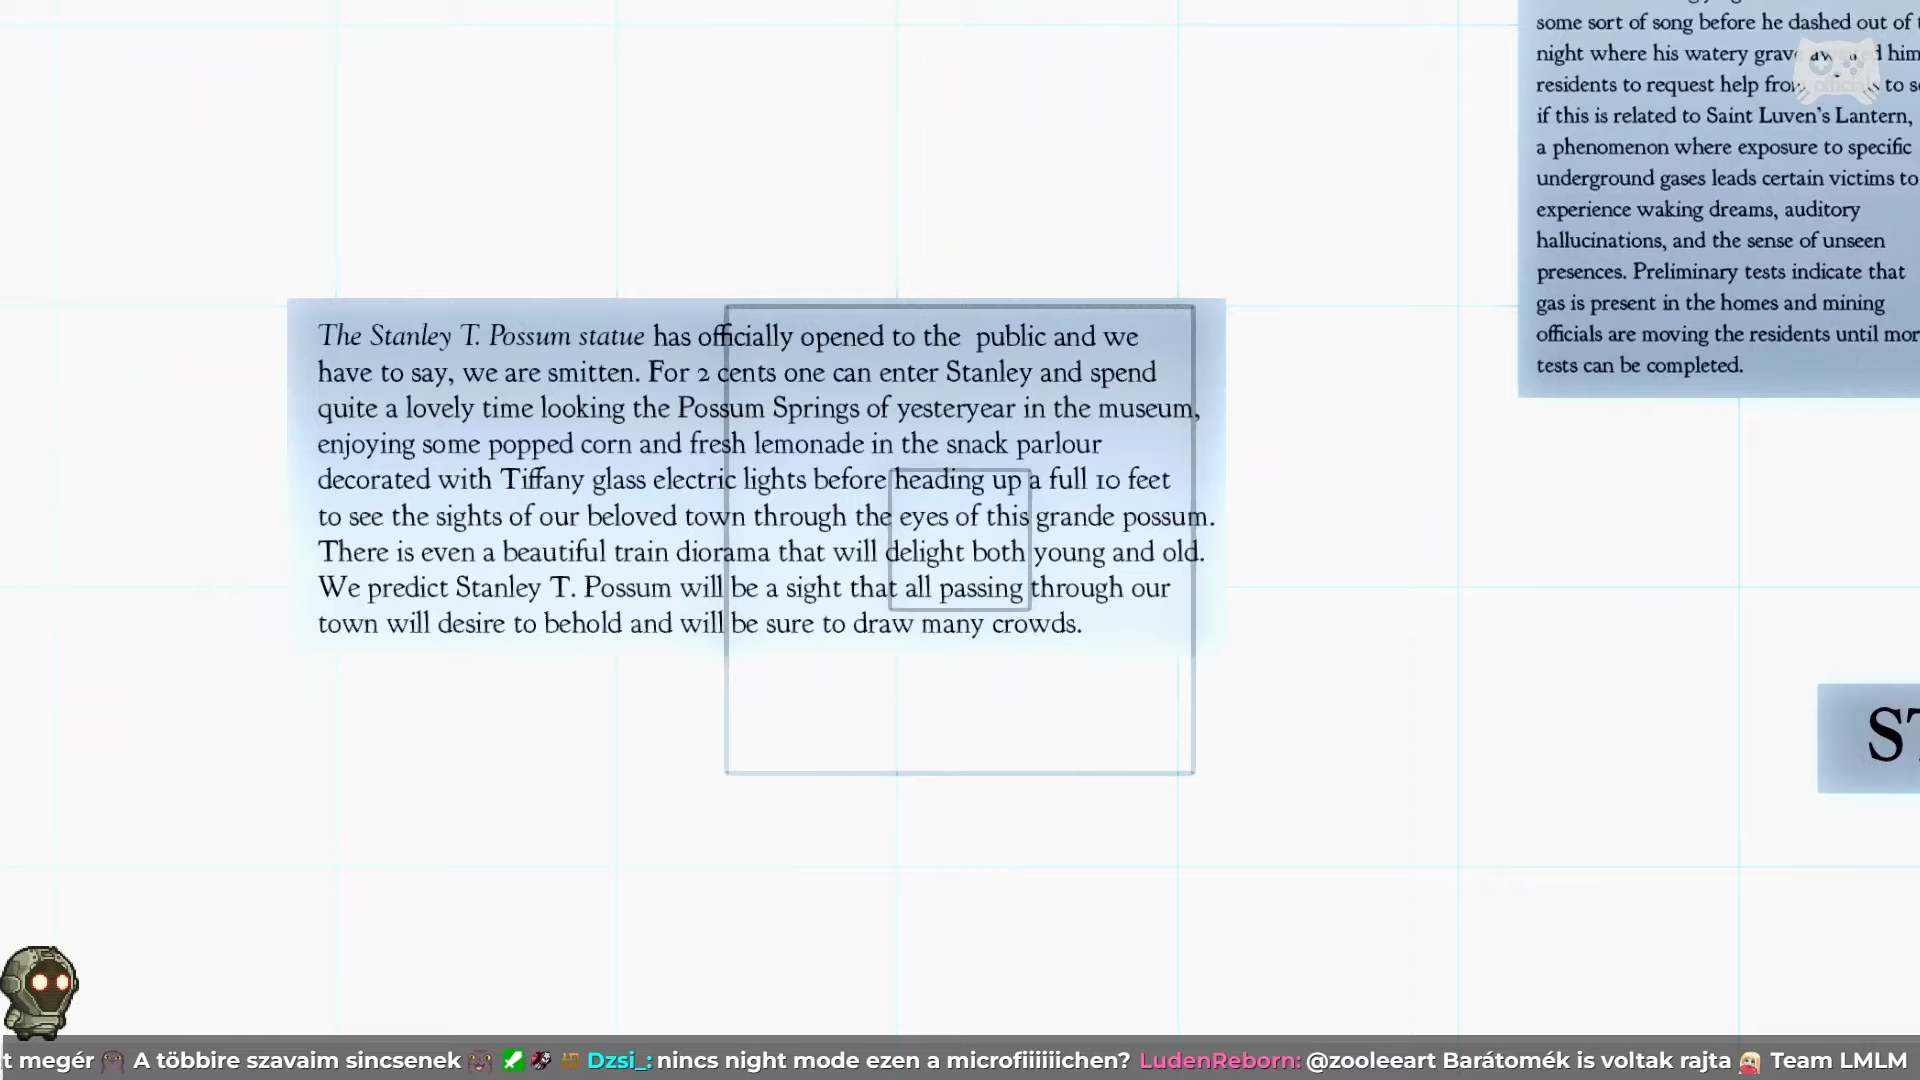 The Stanley T. Possum statue has officially opened to the public and we
have to say, we are smitten. For 2 cents one can enter Stanley and spend
quite a lovely time looking the Possum Springs of yesteryear in the museum,
enjoying some popped corn and fresh lemonade in the snack parlour
decorated with Tiffany glass electric lights before heading up a full 10 feet
to see the sights of our beloved town through the eyes of this grande possum.
There is even a beautiful train diorama that will delight both young and old.
We predict Stanley T. Possum will be a sight that all passing through our
town will desire to behold and will be sure to draw many crowds.
some sort of song before he dashed out of
night where his watery grave awaited him
residents to request help from officials to
if this is related to Saint Luven's Lantern,
a phenomenon where exposure to specific
underground gases leads certain victims to
experience waking dreams, auditory
hallucinations, and the sense of unseen
presences. Preliminary tests indicate that
gas is present in the homes and mining
officials are moving the residents until
tests can be completed.
t megér A többire szavaim sincsenek Dzsi_: nincs night mode ezen a microfiiiiiichen? LudenReborn: @zooleeart Barátomék is voltak rajta Team LMLM